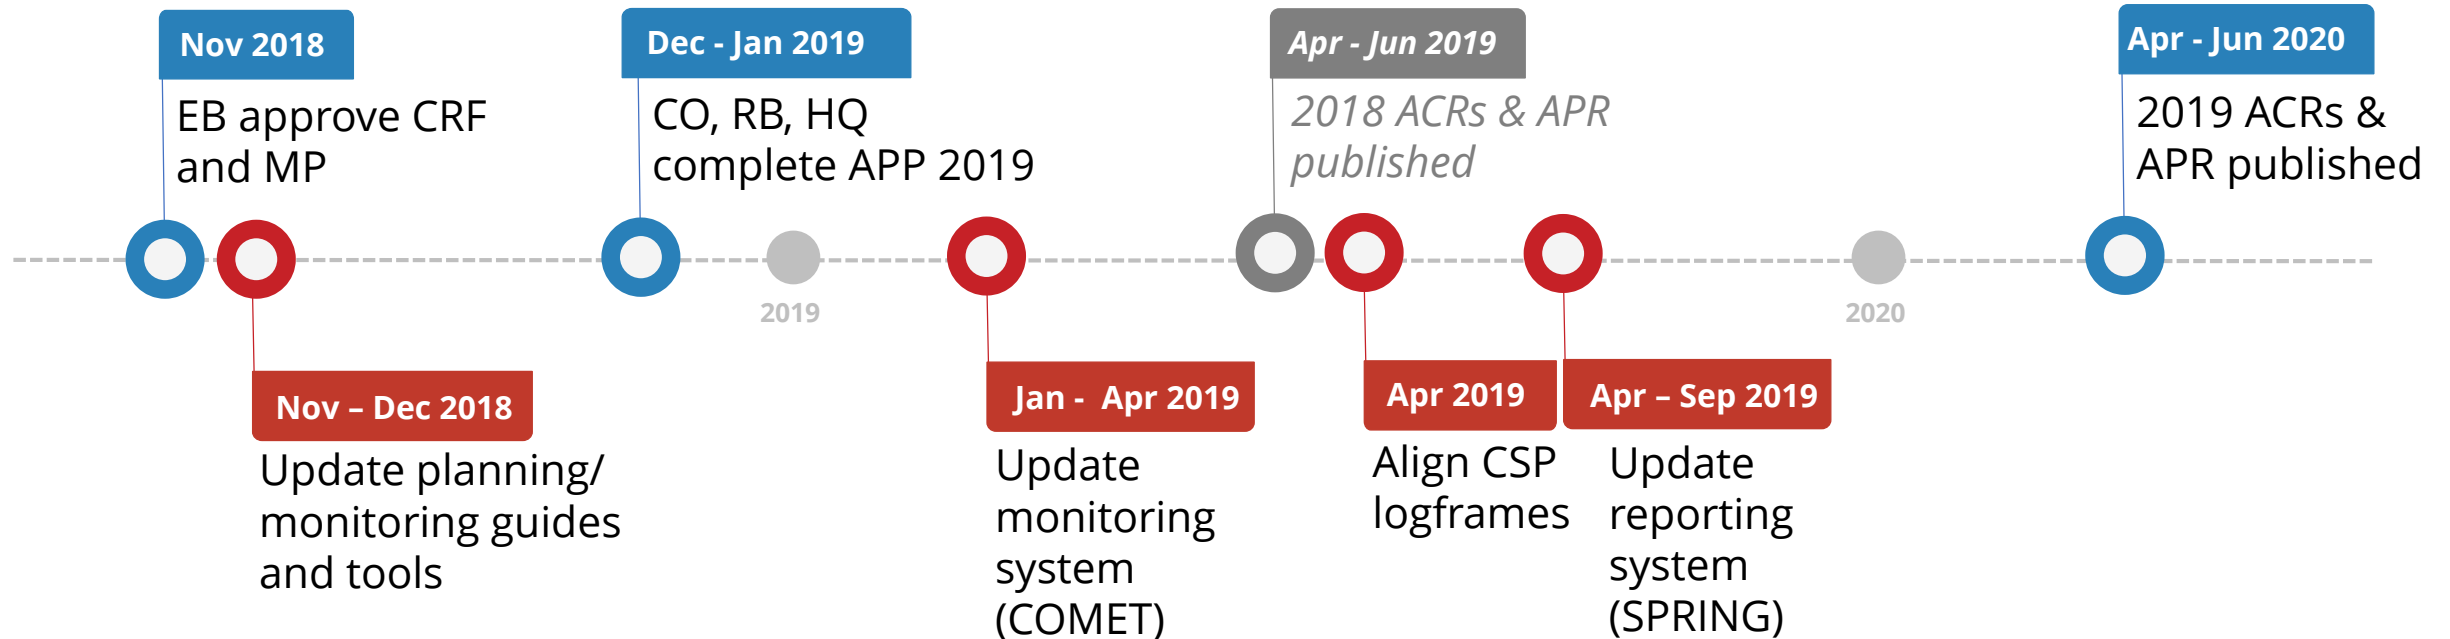 Nov 2018
EB approve CRF
and MP
Dec - Jan 2019
CO, RB, HQ
complete APP 2019
Apr - Jun 2019
2018 ACRs & APR
published
Apr - Jun 2020
2019 ACRs &
APR published
2019
2020
Nov – Dec 2018
Update planning/
monitoring guides
and tools
Jan -  Apr 2019
Update
monitoring
system
(COMET)
Apr 2019
Align CSP
logframes
Apr – Sep 2019
Update
reporting
system
(SPRING)